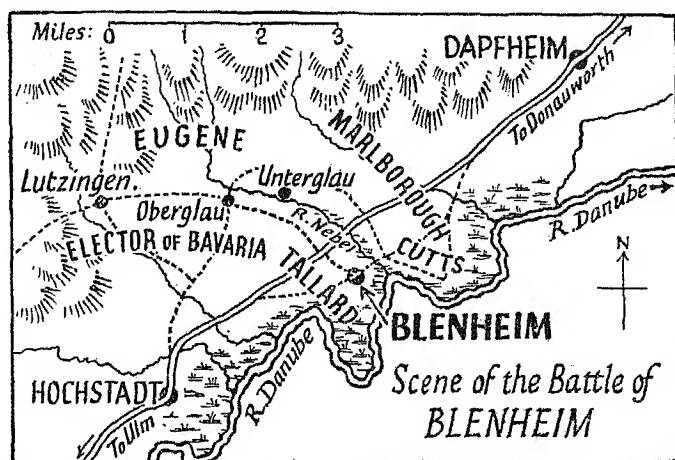 Miles: 0 1 2 3
DAPFHEIM
To Donauwörth
EUGENE
MARLBOROUGH
Lutzingen.
Unterglau
Oberglau
R. Nebel
R. Danube
ELECTOR OF BAVARIA
CUTTS
TALLARD
N
BLENHEIM
HOCHSTADT
R. Danube
To Ulm
Scene of the Battle of
BLENHEIM